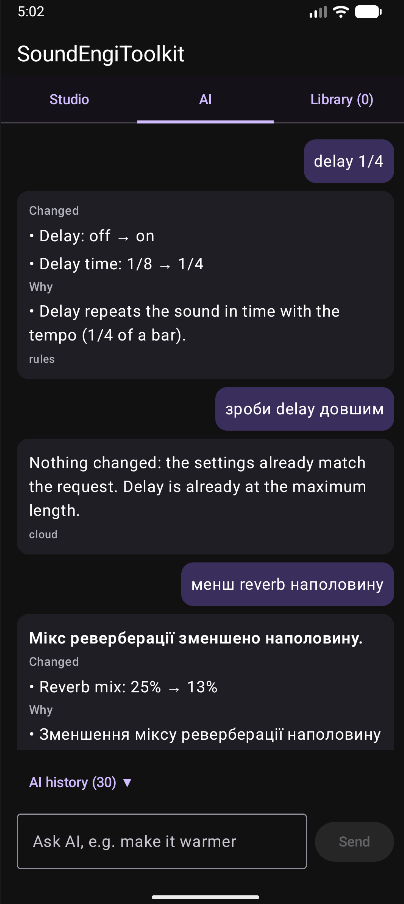 5:02
SoundEngiToolkit
Studio
AI
Library (0)
delay 1/4
Changed
• Delay: off → on
• Delay time: 1/8 → 1/4
Why
• Delay repeats the sound in time with the
tempo (1/4 of a bar).
rules
зроби delay довшим
Nothing changed: the settings already match
the request. Delay is already at the maximum
length.
cloud
менш reverb наполовину
Мікс реверберації зменшено наполовину.
Changed
• Reverb mix: 25% → 13%
Why
• Зменшення міксу реверберації наполовину
AI history (30) ▼
Ask AI, e.g. make it warmer
Send